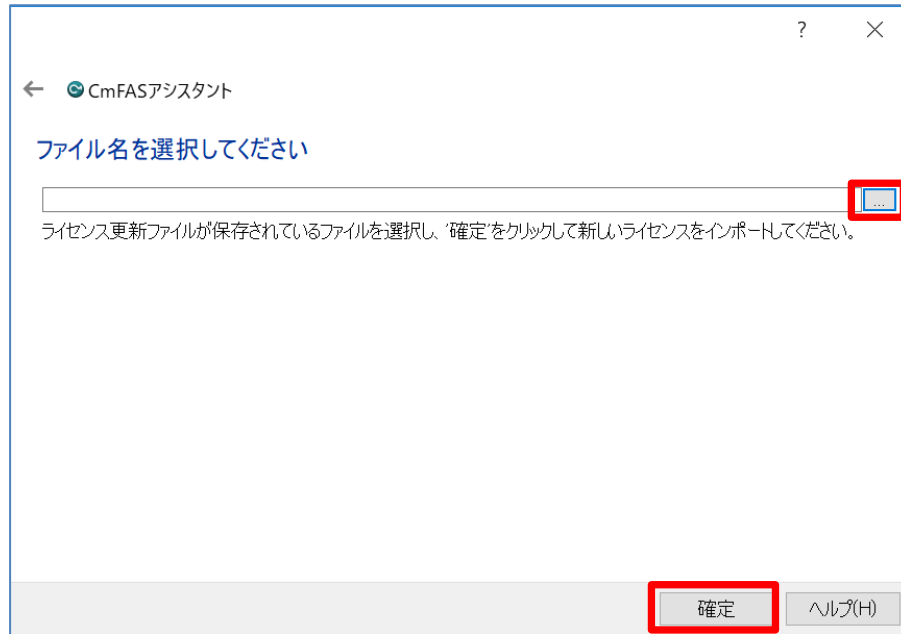 ?
CmFASアシスタント
ファイル名を選択してください
...
ライセンス更新ファイルが保存されているファイルを選択し、'確定'をクリックして新しいライセンスをインポートしてください。
確定
ヘルプ(H)